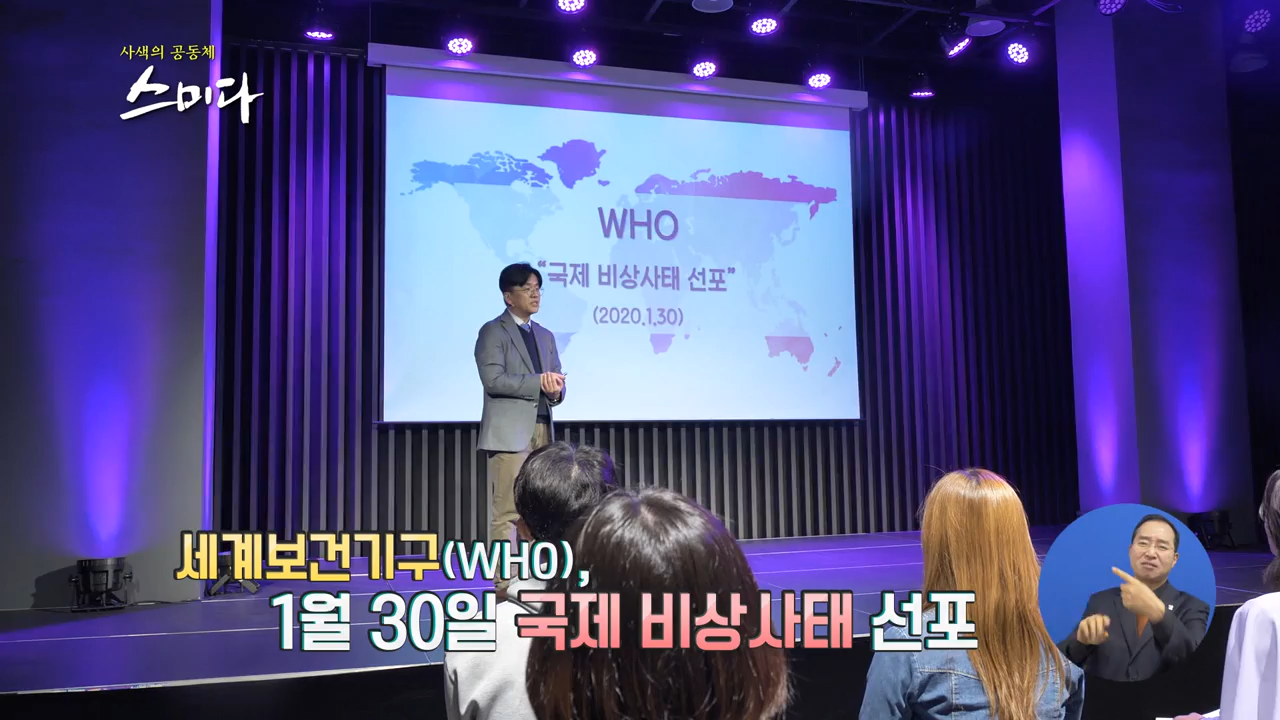 사색의 공동체
스미다
WHO
“국제 비상사태 선포”
(2020.1.30)
세계보건기구(WHO),
1월 30일 국제 비상사태 선포